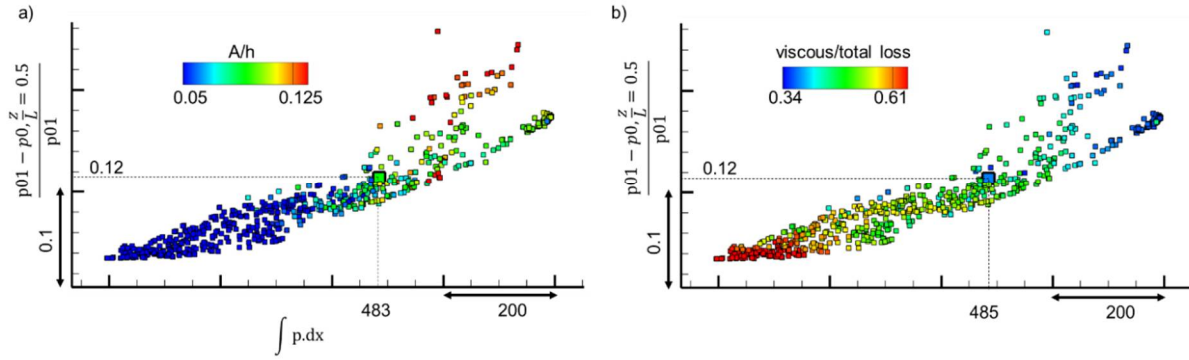 a)
A/h
0.05 0.125
p01 − p0, z/L = 0.5
p01
0.12
0.1
483
200
∫ p.dx
b)
viscous/total loss
0.34 0.61
p01 − p0, z/L = 0.5
p01
0.12
0.1
485
200